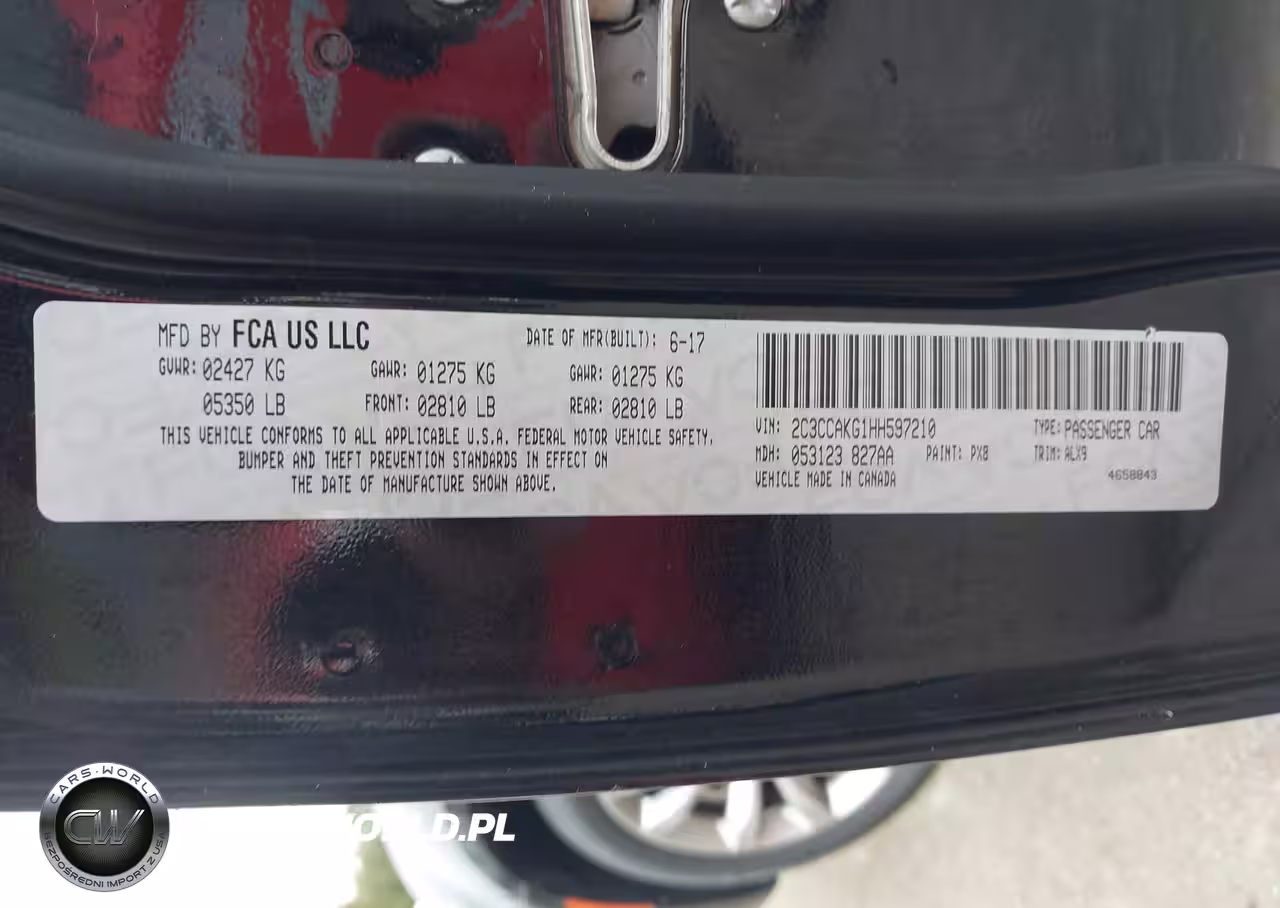 MFD BY FCA US LLC
DATE OF MFR(BUILT): 6-17
GVWR: 02427 KG
GAWR: 01275 KG
GAWR: 01275 KG
05350 LB
FRONT: 02810 LB
REAR: 02810 LB
THIS VEHICLE CONFORMS TO ALL APPLICABLE U.S.A. FEDERAL MOTOR VEHICLE SAFETY,
BUMPER AND THEFT PREVENTION STANDARDS IN EFFECT ON
THE DATE OF MANUFACTURE SHOWN ABOVE.
VIN: 2C3CCAKG1HH597210
TYPE: PASSENGER CAR
MDH: 053123 827AA
PAINT: PX8
TRIM: ALX9
VEHICLE MADE IN CANADA
4658843
CARS-WORLD
CW
BEZPOŚREDNI IMPORT Z USA
WORLD.PL